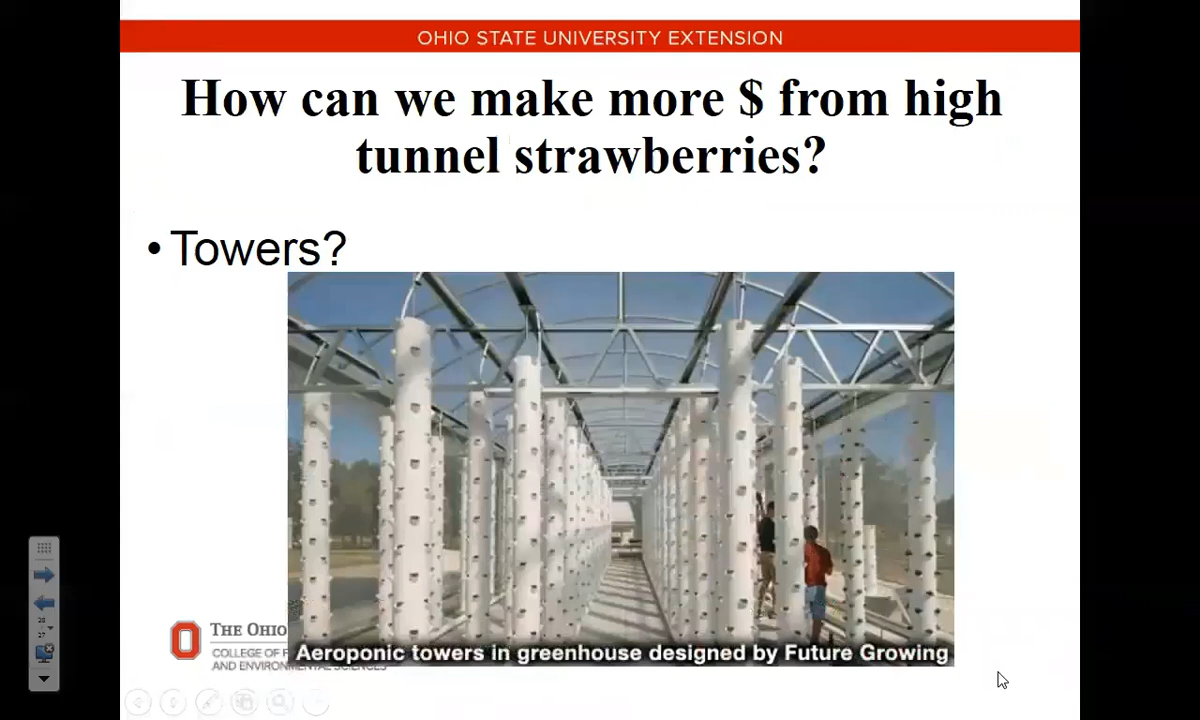 OHIO STATE UNIVERSITY EXTENSION
How can we make more $ from high
tunnel strawberries?
• Towers?
THE OHIO
COLLEGE OF F
AND ENVIRONMENTAL SCIENCES
Aeroponic towers in greenhouse designed by Future Growing
27